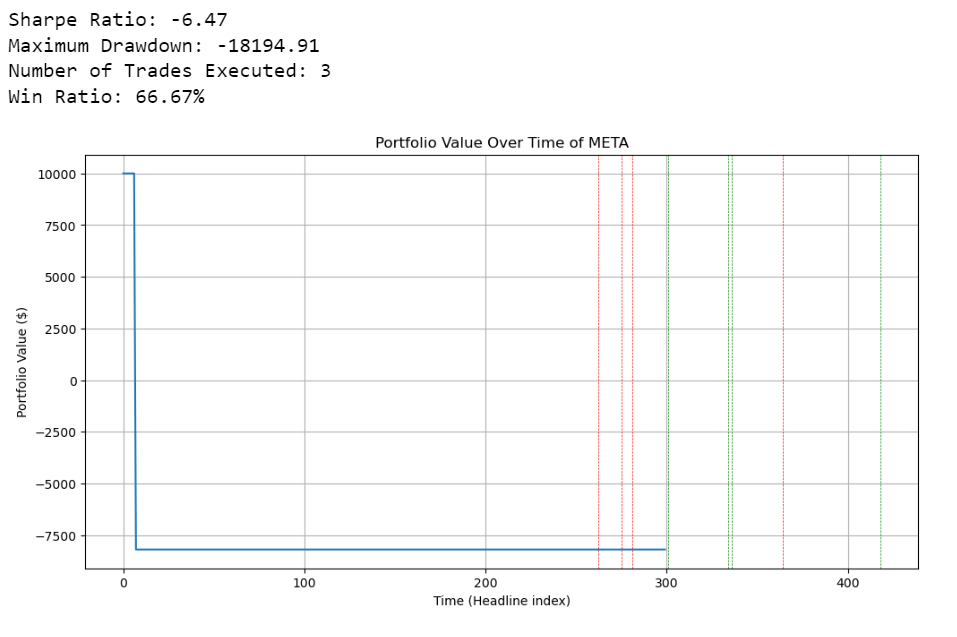 Sharpe Ratio: -6.47
Maximum Drawdown: -18194.91
Number of Trades Executed: 3
Win Ratio: 66.67%
Portfolio Value Over Time of META
Portfolio Value ($)
10000
7500
5000
2500
0
−2500
−5000
−7500
0 100 200 300 400
Time (Headline index)